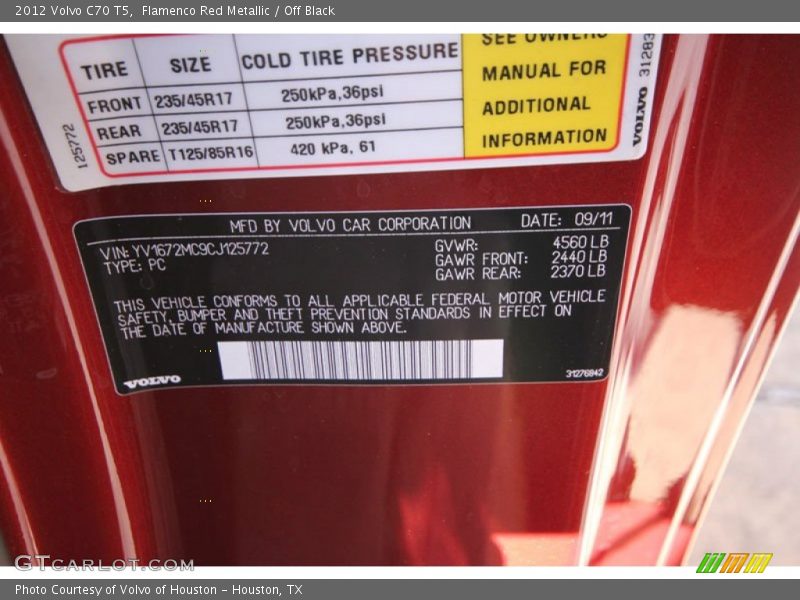 2012 Volvo C70 T5, Flamenco Red Metallic / Off Black
TIRE SIZE COLD TIRE PRESSURE
FRONT 235/45R17 250kPa,36psi
REAR 235/45R17 250kPa,36psi
SPARE T125/85R16 420 kPa, 61
SEE OWNERS
MANUAL FOR
ADDITIONAL
INFORMATION
VOLVO 31283
125772
MFD BY VOLVO CAR CORPORATION DATE: 09/11
VIN: YV1672MC9CJ125772 GVWR: 4560 LB
TYPE: PC GAWR FRONT: 2440 LB
GAWR REAR: 2370 LB
THIS VEHICLE CONFORMS TO ALL APPLICABLE FEDERAL MOTOR VEHICLE
SAFETY, BUMPER AND THEFT PREVENTION STANDARDS IN EFFECT ON
THE DATE OF MANUFACTURE SHOWN ABOVE.
VOLVO 31276842
GTcarlot.com
Photo Courtesy of Volvo of Houston - Houston, TX